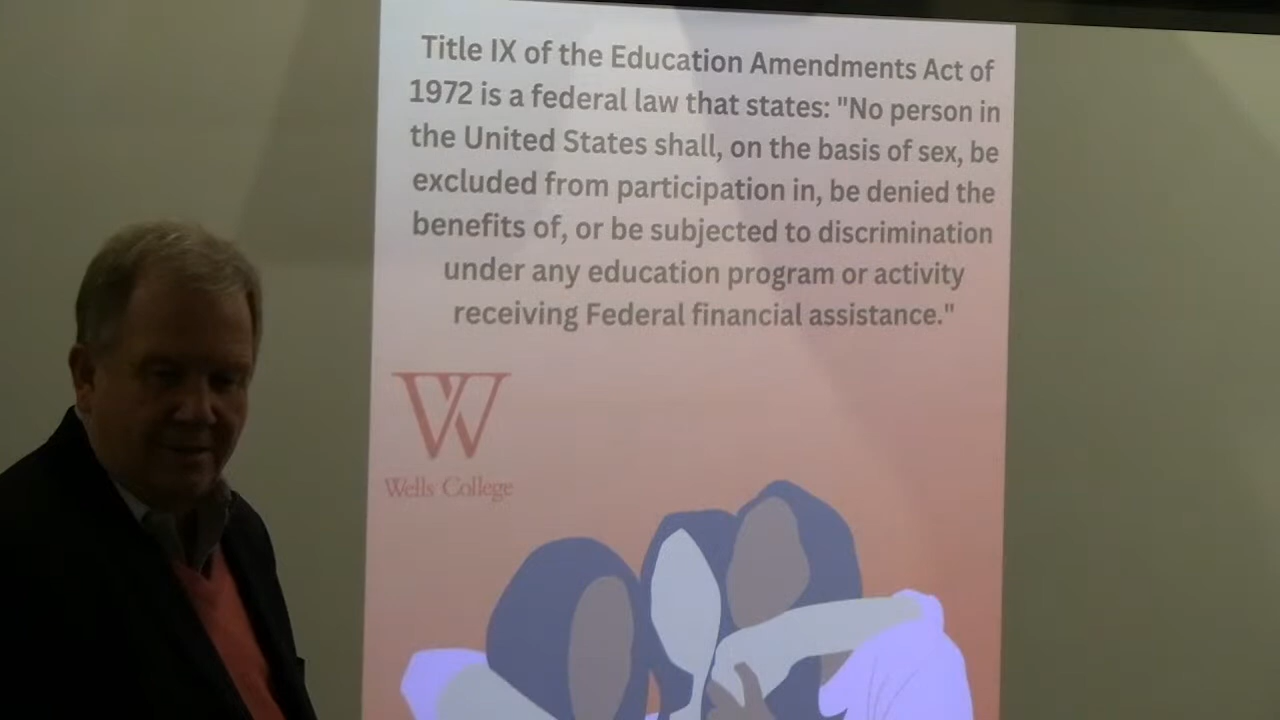 Title IX of the Education Amendments Act of
1972 is a federal law that states: "No person in
the United States shall, on the basis of sex, be
excluded from participation in, be denied the
benefits of, or be subjected to discrimination
under any education program or activity
receiving Federal financial assistance."
W
Wells College